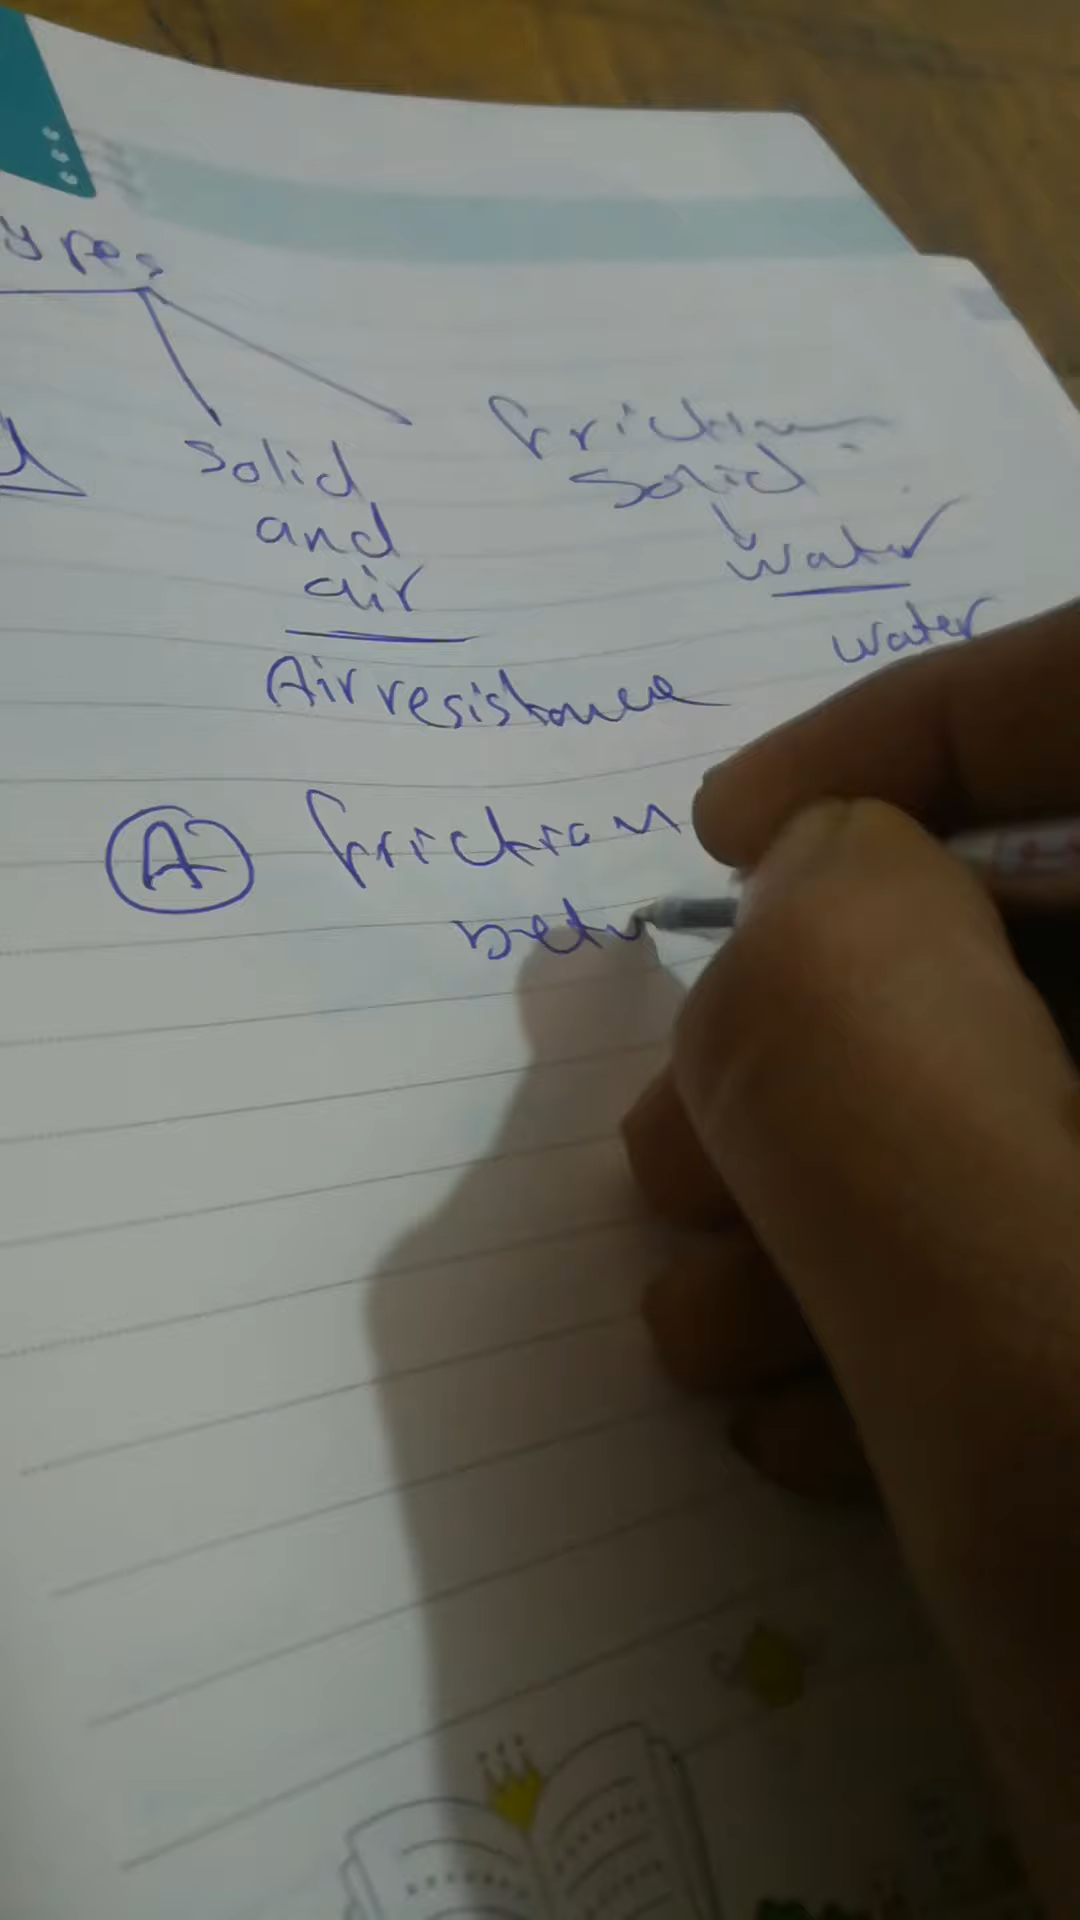 ypes
solid
and
air
Air resistance
friction
solid
water
water
A friction
betw